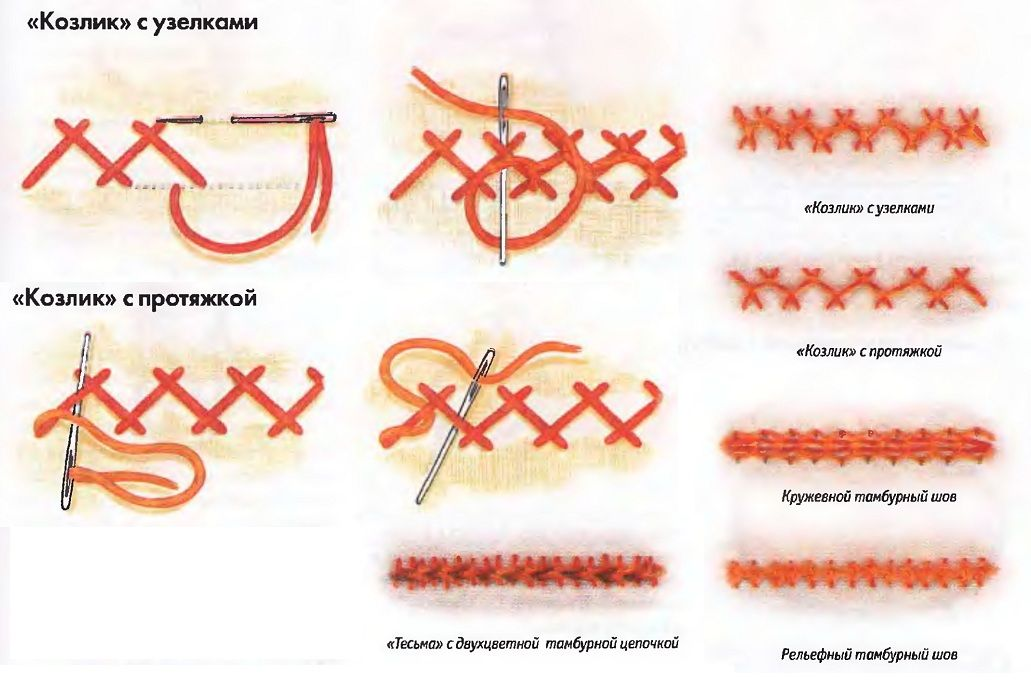 «Козлик» с узелками
«Козлик» с узелками
«Козлик» с протяжкой
«Козлик» с протяжкой
Кружевной тамбурный шов
«Тесьма» с двухцветной тамбурной цепочкой
Рельефный тамбурный шов